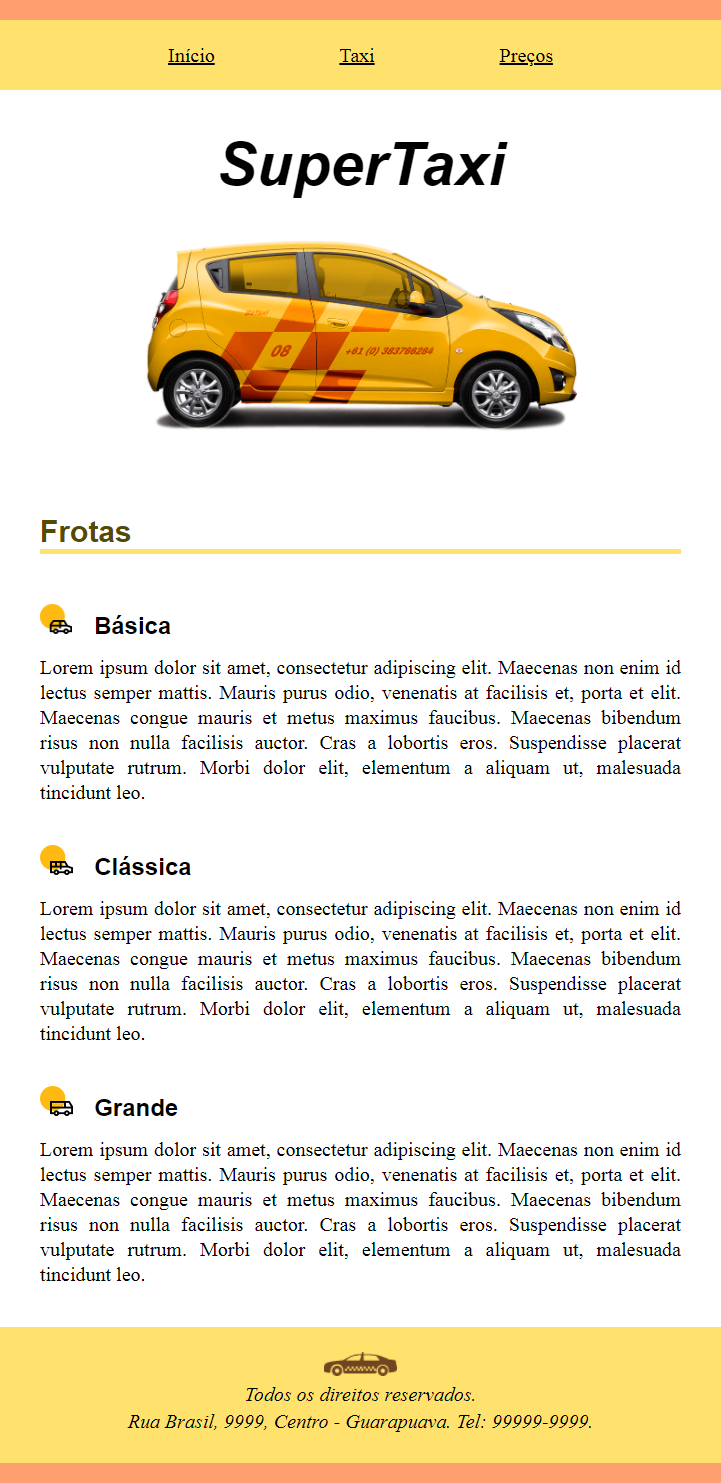 Início Taxi Preços
SuperTaxi
08 +61 (0) 383766284
Frotas
Básica
Lorem ipsum dolor sit amet, consectetur adipiscing elit. Maecenas non enim id
lectus semper mattis. Mauris purus odio, venenatis at facilisis et, porta et elit.
Maecenas congue mauris et metus maximus faucibus. Maecenas bibendum
risus non nulla facilisis auctor. Cras a lobortis eros. Suspendisse placerat
vulputate rutrum. Morbi dolor elit, elementum a aliquam ut, malesuada
tincidunt leo.
Clássica
Lorem ipsum dolor sit amet, consectetur adipiscing elit. Maecenas non enim id
lectus semper mattis. Mauris purus odio, venenatis at facilisis et, porta et elit.
Maecenas congue mauris et metus maximus faucibus. Maecenas bibendum
risus non nulla facilisis auctor. Cras a lobortis eros. Suspendisse placerat
vulputate rutrum. Morbi dolor elit, elementum a aliquam ut, malesuada
tincidunt leo.
Grande
Lorem ipsum dolor sit amet, consectetur adipiscing elit. Maecenas non enim id
lectus semper mattis. Mauris purus odio, venenatis at facilisis et, porta et elit.
Maecenas congue mauris et metus maximus faucibus. Maecenas bibendum
risus non nulla facilisis auctor. Cras a lobortis eros. Suspendisse placerat
vulputate rutrum. Morbi dolor elit, elementum a aliquam ut, malesuada
tincidunt leo.
Todos os direitos reservados.
Rua Brasil, 9999, Centro - Guarapuava. Tel: 99999-9999.